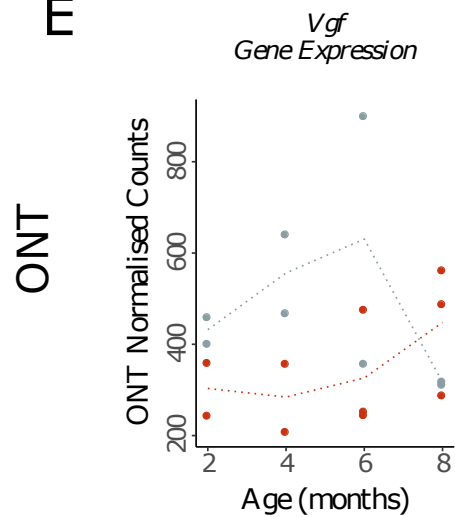 E
Vgf
Gene Expression
ONT
ONT Normalised Counts
800
600
400
200
2 4 6 8
Age (months)